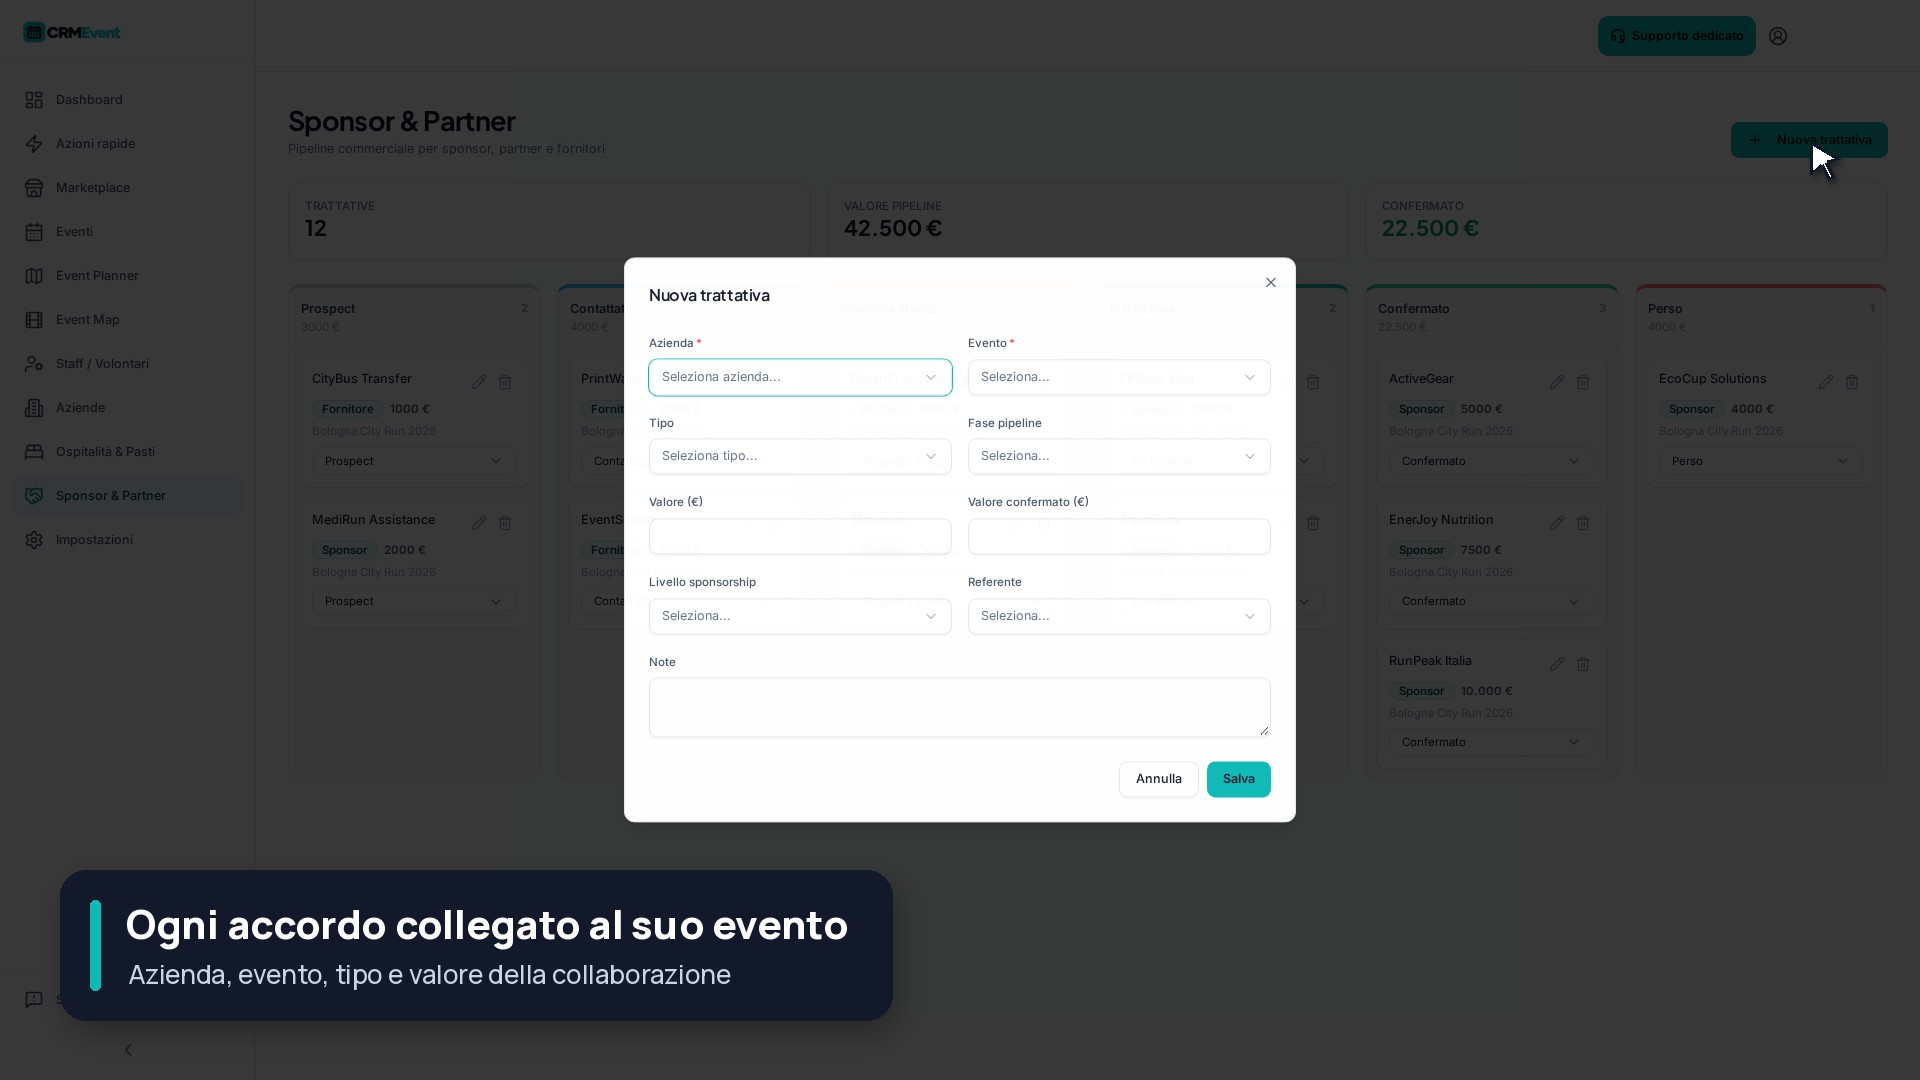 CRMEvent
Supporto dedicato
Dashboard
Azioni rapide
Marketplace
Eventi
Event Planner
Event Map
Staff / Volontari
Aziende
Ospitalità & Pasti
Sponsor & Partner
Impostazioni
Sponsor & Partner
Pipeline commerciale per sponsor, partner e fornitori
Nuova trattativa
TRATTATIVE
12
VALORE PIPELINE
42.500 €
CONFERMATO
22.500 €
Prospect 2
3000 €
CityBus Transfer
Fornitore 1000 €
Bologna City Run 2026
Prospect
MediRun Assistance
Sponsor 2000 €
Bologna City Run 2026
Prospect
4000 €
2
Confermato 3
22.500 €
ActiveGear
Sponsor 5000 €
Bologna City Run 2026
Confermato
EnerJoy Nutrition
Sponsor 7500 €
Bologna City Run 2026
Confermato
RunPeak Italia
Sponsor 10.000 €
Bologna City Run 2026
Confermato
Perso 1
4000 €
EcoCup Solutions
Sponsor 4000 €
Bologna City Run 2026
Perso
Nuova trattativa
Azienda *
Seleziona azienda...
Evento *
Seleziona...
Tipo
Seleziona tipo...
Fase pipeline
Seleziona...
Valore (€)
Valore confermato (€)
Livello sponsorship
Seleziona...
Referente
Seleziona...
Note
Annulla
Salva
Ogni accordo collegato al suo evento
Azienda, evento, tipo e valore della collaborazione